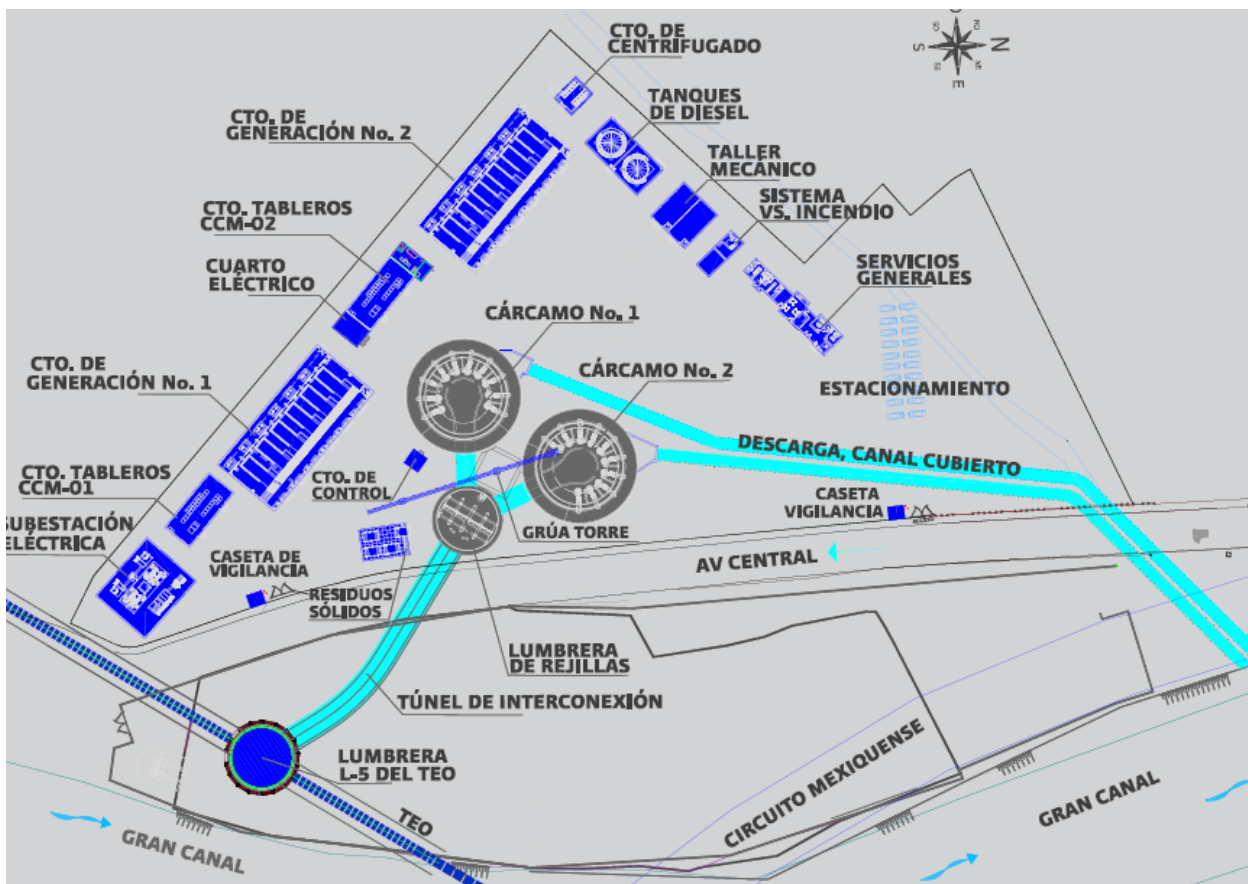 CTO. DE
CENTRIFUGADO
S
N
E
SO
NO
SE
NE
TANQUES
DE DIESEL
CTO. DE
GENERACIÓN No. 2
TALLER
MECÁNICO
SISTEMA
VS. INCENDIO
CTO. TABLEROS
CCM-02
CUARTO
ELÉCTRICO
SERVICIOS
GENERALES
CÁRCAMO No. 1
CTO. DE
GENERACIÓN No. 1
CÁRCAMO No. 2
ESTACIONAMIENTO
DESCARGA, CANAL CUBIERTO
CTO. TABLEROS
CCM-01
CTO. DE
CONTROL
CASETA
VIGILANCIA
SUBESTACIÓN
ELÉCTRICA
GRÚA TORRE
CASETA DE
VIGILANCIA
AV CENTRAL
RESIDUOS
SÓLIDOS
LUMBRERA
DE REJILLAS
TÚNEL DE INTERCONEXIÓN
LUMBRERA
L-5 DEL TEO
CIRCUITO MEXIQUENSE
TEO
GRAN CANAL
GRAN CANAL